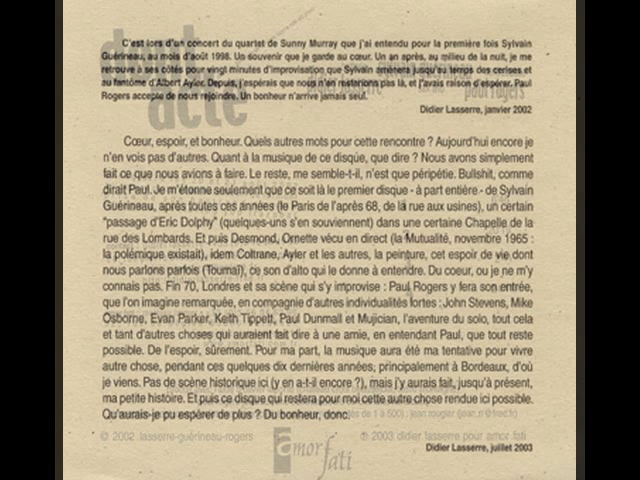 C'est lors d'un concert du quartet de Sunny Murray que j'ai entendu pour la première fois Sylvain
Guérineau, au mois d'août 1998. Un souvenir que je garde au cœur. Un an après, au milieu de la nuit, je me
retrouve à ses côtés pour vingt minutes d'improvisation que Sylvain amènera jusqu'au temps des cerises et
au fantôme d'Albert Ayler. Depuis, j'espérais que nous n'en resterions pas là, et j'avais raison d'espérer. Paul
Rogers accepte de nous rejoindre. Un bonheur n'arrive jamais seul.
Didier Lasserre, janvier 2002
Cœur, espoir, et bonheur. Quels autres mots pour cette rencontre ? Aujourd'hui encore je
n'en vois pas d'autres. Quant à la musique de ce disque, que dire ? Nous avons simplement
fait ce que nous avions à faire. Le reste, me semble-t-il, n'est que péripétie. Bullshit, comme
dirait Paul. Je m'étonne seulement que ce soit là le premier disque - à part entière - de Sylvain
Guérineau, après toutes ces années (le Paris de l'après 68, de la rue aux usines), un certain
"passage d'Eric Dolphy" (quelques-uns s'en souviennent) dans une certaine Chapelle de la
rue des Lombards. Et puis Desmond, Ornette vécu en direct (la Mutualité, novembre 1965 :
la polémique existait), idem Coltrane, Ayler et les autres, la peinture, cet espoir de vie dont
nous parlons parfois (Toumaï), ce son d'alto qui le donne à entendre. Du coeur, ou je ne m'y
connais pas. Fin 70, Londres et sa scène qui s'y improvise : Paul Rogers y fera son entrée,
que l'on imagine remarquée, en compagnie d'autres individualités fortes : John Stevens, Mike
Osborne, Evan Parker, Keith Tippett, Paul Dunmall et Mujician, l'aventure du solo, tout cela
et tant d'autres choses qui auraient fait dire à une amie, en entendant Paul, que tout reste
possible. De l'espoir, sûrement. Pour ma part, la musique aura été ma tentative pour vivre
autre chose, pendant ces quelques dix dernières années, principalement à Bordeaux, d'où
je viens. Pas de scène historique ici (y en a-t-il encore ?), mais j'y aurais fait, jusqu'à présent,
ma petite histoire. Et puis ce disque qui restera pour moi cette autre chose rendue ici possible.
Qu'aurais-je pu espérer de plus ? Du bonheur, donc.
© 2002 lasserre-guérineau-rogers
℗ 2003 didier lasserre pour amor fati
amor fati
Didier Lasserre, juillet 2003